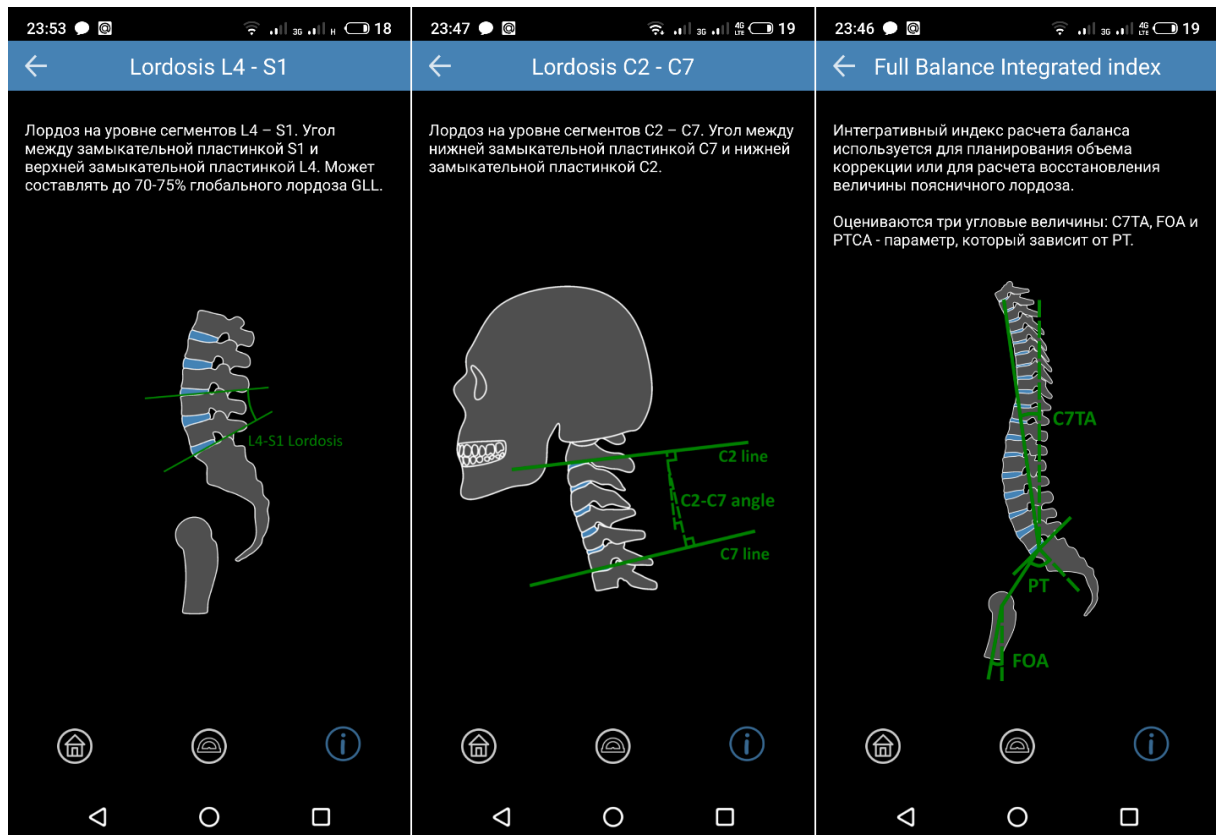 23:53 3G H 18
Lordosis L4 - S1
Лордоз на уровне сегментов L4 – S1. Угол
между замыкательной пластинкой S1 и
верхней замыкательной пластинкой L4. Может
составлять до 70-75% глобального лордоза GLL.
L4-S1 Lordosis
23:47 3G 4G LTE 19
Lordosis C2 - C7
Лордоз на уровне сегментов C2 – C7. Угол между
нижней замыкательной пластинкой C7 и нижней
замыкательной пластинкой C2.
C2 line
C2-C7 angle
C7 line
23:46 3G 4G LTE 19
Full Balance Integrated index
Интегративный индекс расчета баланса
используется для планирования объема
коррекции или для расчета восстановления
величины поясничного лордоза.
Оцениваются три угловые величины: C7TA, FOA и
PTCA - параметр, который зависит от PT.
C7TA
PT
FOA